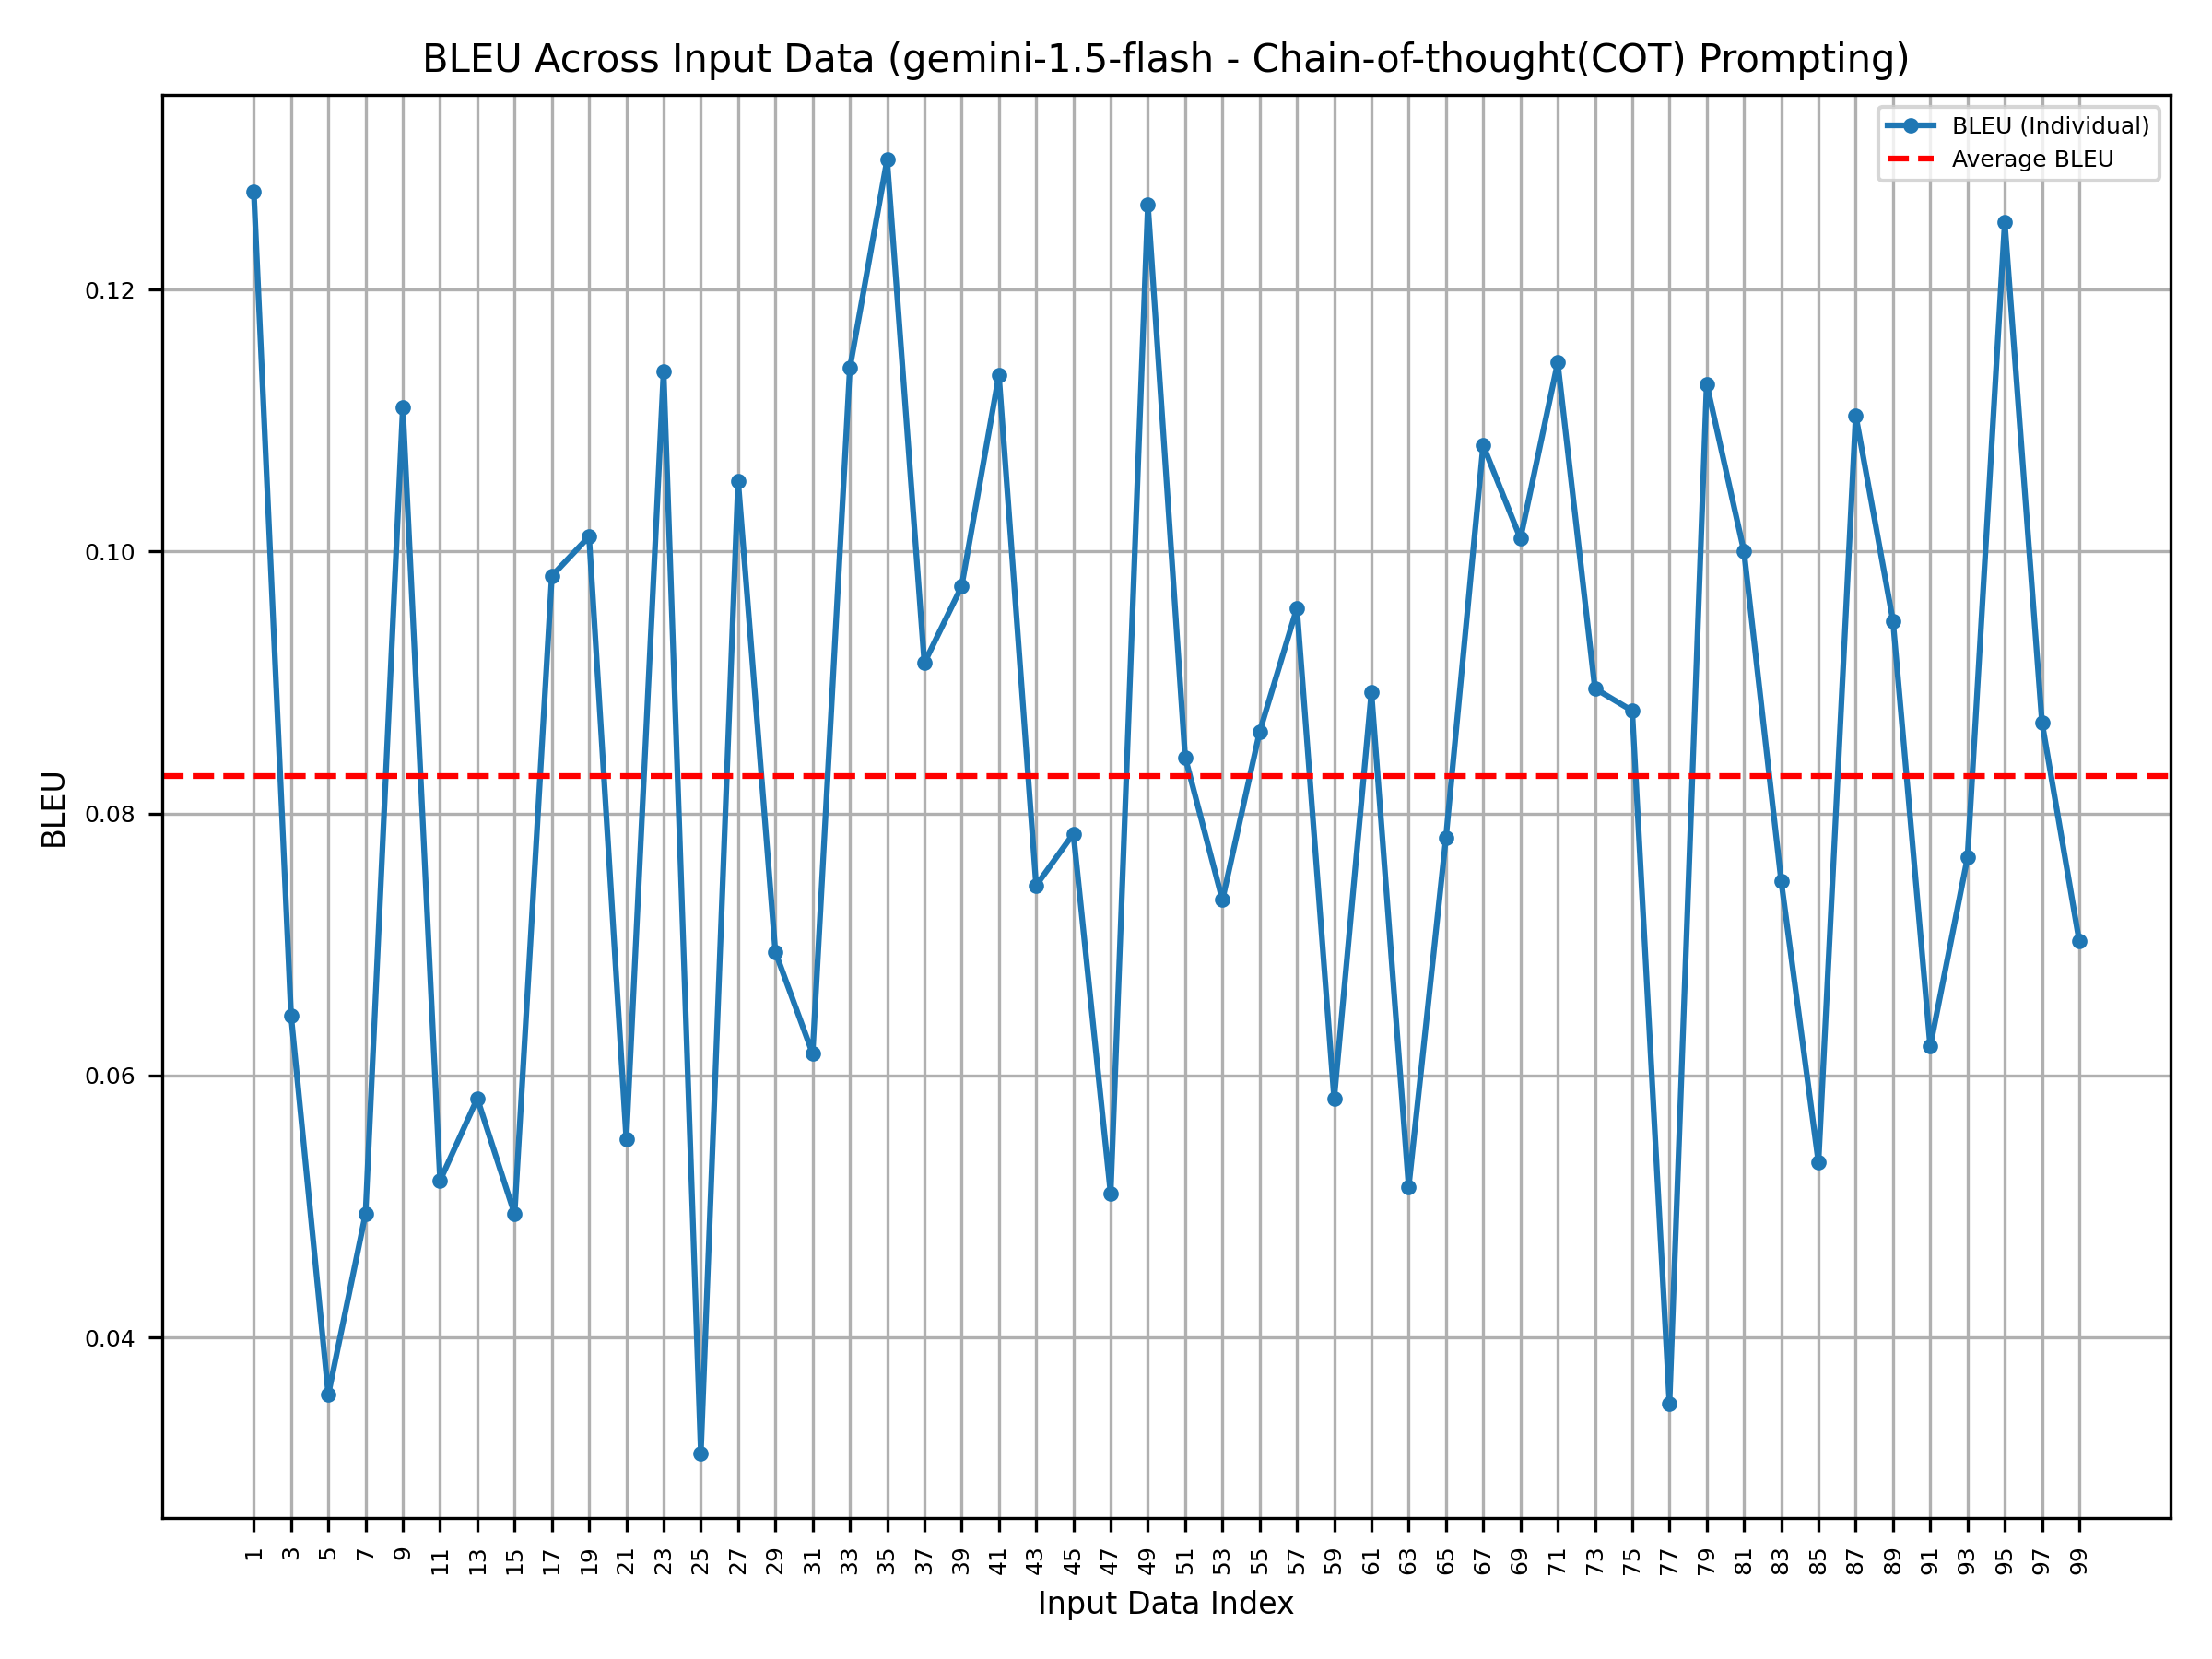 BLEU Across Input Data (gemini-1.5-flash - Chain-of-thought(COT) Prompting)
BLEU (Individual)
Average BLEU
BLEU
0.12
0.10
0.08
0.06
0.04
1 3 5 7 9 11 13 15 17 19 21 23 25 27 29 31 33 35 37 39 41 43 45 47 49 51 53 55 57 59 61 63 65 67 69 71 73 75 77 79 81 83 85 87 89 91 93 95 97 99
Input Data Index